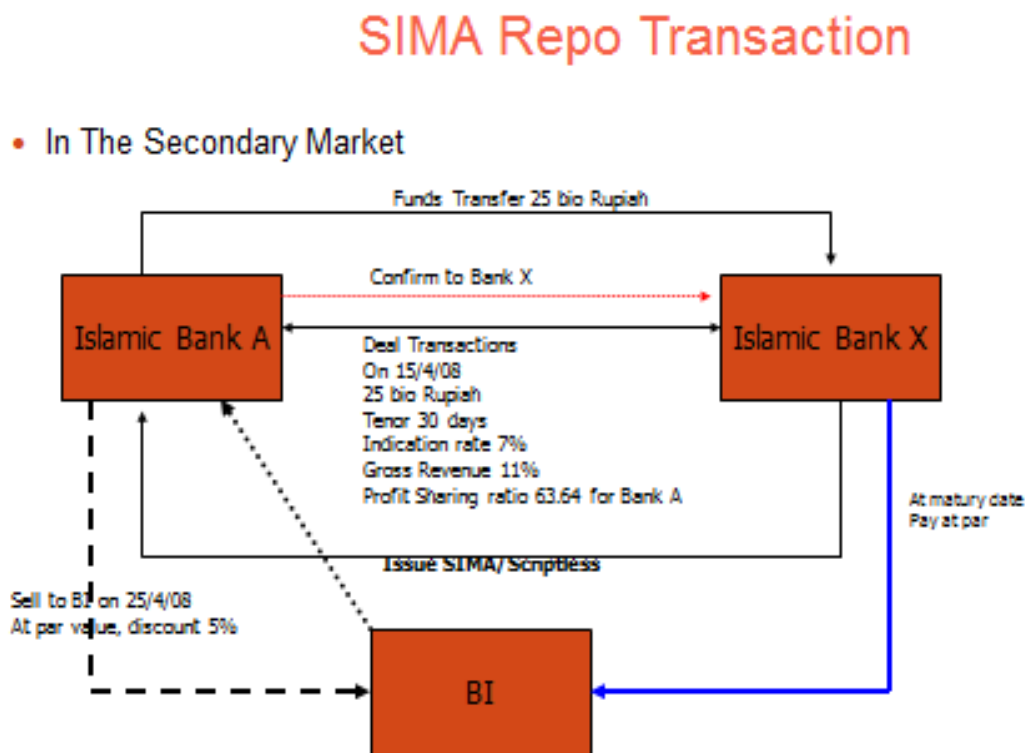 SIMA Repo Transaction
• In The Secondary Market
Funds Transfer 25 bio Rupiah
Confirm to Bank X
Islamic Bank A
Islamic Bank X
Deal Transactions
On 15/4/08
25 bio Rupiah
Tenor 30 days
Indication rate 7%
Gross Revenue 11%
Profit Sharing ratio 63.64 for Bank A
At matury date
Pay at par
Issue SIMA/Scriptless
Sell to BI on 25/4/08
At par value, discount 5%
BI